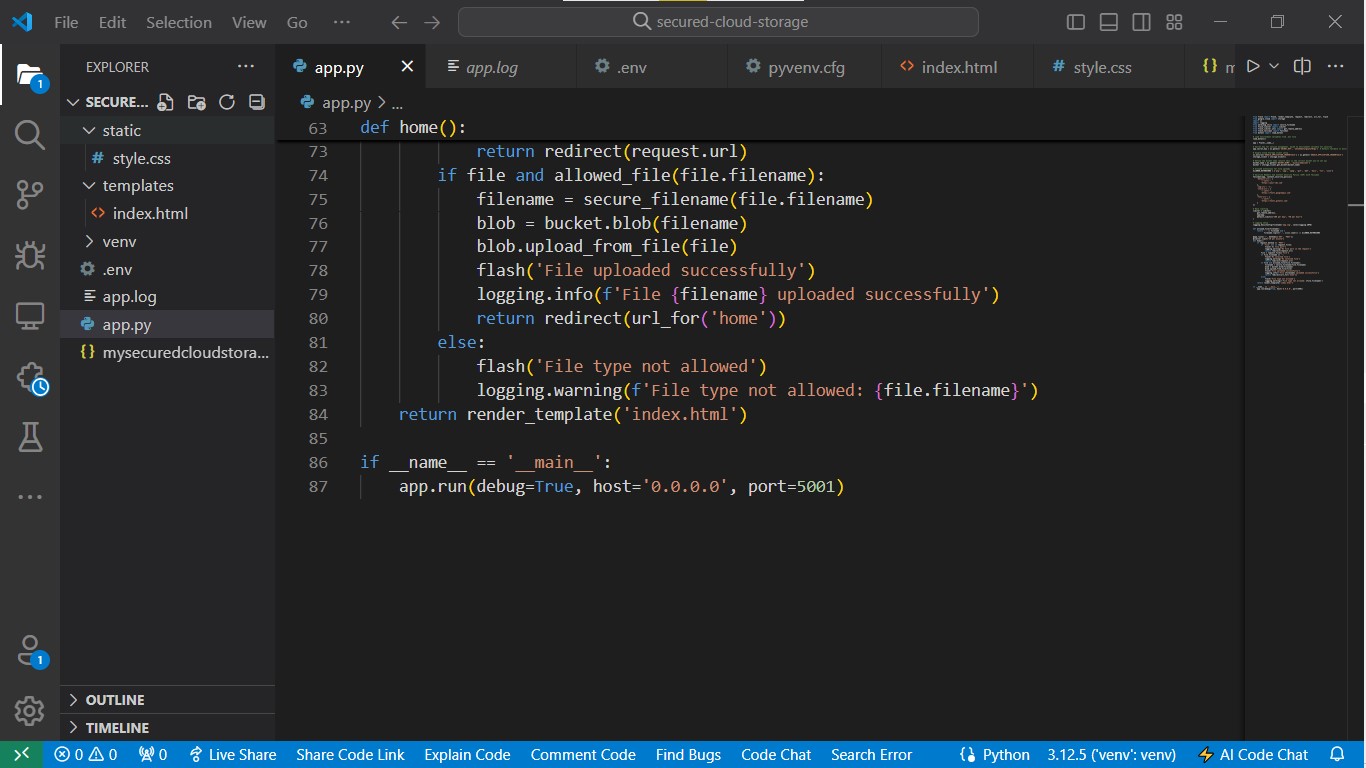 File Edit Selection View Go ··· secured-cloud-storage
EXPLORER ···
SECURE...
static
# style.css
templates
<> index.html
venv
.env
app.log
app.py
{} mysecuredcloudstora...
OUTLINE
TIMELINE
1
1
app.py app.log .env pyvenv.cfg <> index.html # style.css {} m ···
app.py > ...
63 def home():
73 return redirect(request.url)
74 if file and allowed_file(file.filename):
75 filename = secure_filename(file.filename)
76 blob = bucket.blob(filename)
77 blob.upload_from_file(file)
78 flash('File uploaded successfully')
79 logging.info(f'File {filename} uploaded successfully')
80 return redirect(url_for('home'))
81 else:
82 flash('File type not allowed')
83 logging.warning(f'File type not allowed: {file.filename}')
84 return render_template('index.html')
85
86 if __name__ == '__main__':
87 app.run(debug=True, host='0.0.0.0', port=5001)
0 0 0 Live Share Share Code Link Explain Code Comment Code Find Bugs Code Chat Search Error Python 3.12.5 ('venv': venv) AI Code Chat